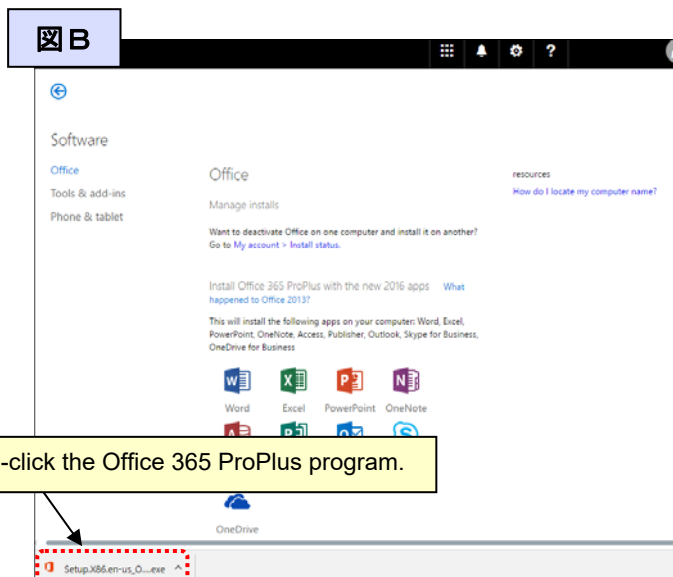 図B
?
Software
Office
Tools & add-ins
Phone & tablet
Office
Manage installs
Want to deactivate Office on one computer and install it on another?
Go to My account > Install status.
resources
How do I locate my computer name?
Install Office 365 ProPlus with the new 2016 apps What
happened to Office 2013?
This will install the following apps on your computer: Word, Excel,
PowerPoint, OneNote, Access, Publisher, Outlook, Skype for Business,
OneDrive for Business
Word Excel PowerPoint OneNote
-click the Office 365 ProPlus program.
OneDrive
Setup.X86.en-us_O....exe